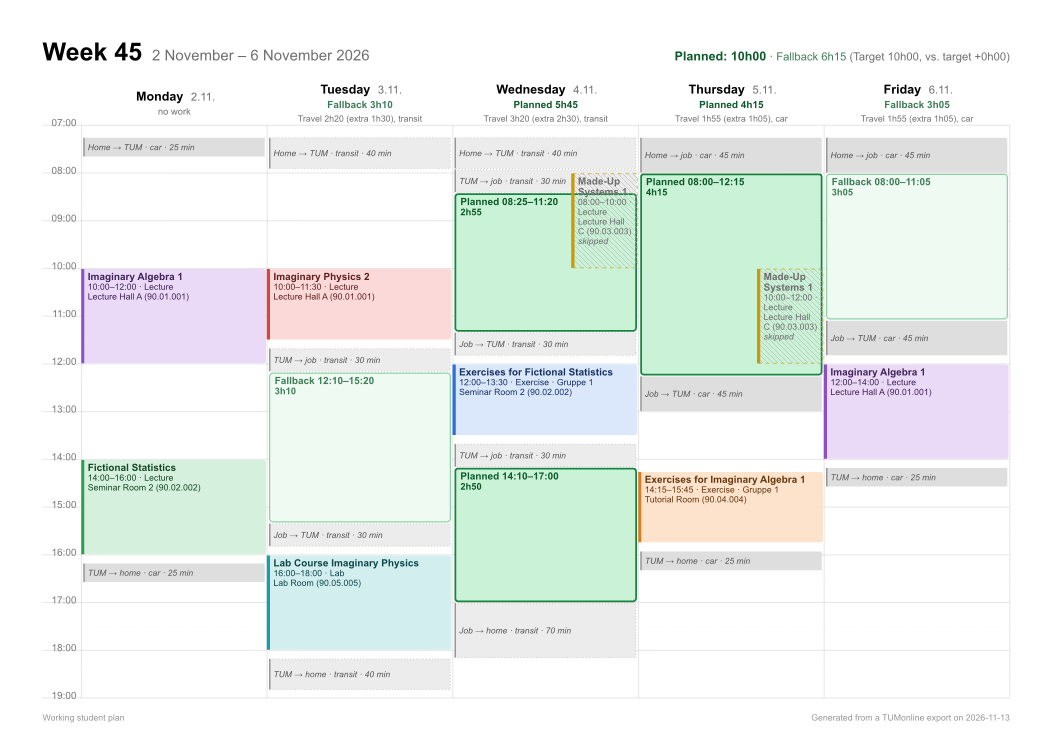 Week 45 2 November – 6 November 2026
Planned: 10h00 · Fallback 6h15 (Target 10h00, vs. target +0h00)
Monday 2.11.
no work
Tuesday 3.11.
Fallback 3h10
Travel 2h20 (extra 1h30), transit
Wednesday 4.11.
Planned 5h45
Travel 3h20 (extra 2h30), transit
Thursday 5.11.
Planned 4h15
Travel 1h55 (extra 1h05), car
Friday 6.11.
Fallback 3h05
Travel 1h55 (extra 1h05), car
07:00
08:00
09:00
10:00
11:00
12:00
13:00
14:00
15:00
16:00
17:00
18:00
19:00
Home → TUM · car · 25 min
Imaginary Algebra 1
10:00–12:00 · Lecture
Lecture Hall A (90.01.001)
Fictional Statistics
14:00–16:00 · Lecture
Seminar Room 2 (90.02.002)
TUM → home · car · 25 min
Home → TUM · transit · 40 min
Imaginary Physics 2
10:00–11:30 · Lecture
Lecture Hall A (90.01.001)
TUM → job · transit · 30 min
Fallback 12:10–15:20
3h10
Job → TUM · transit · 30 min
Lab Course Imaginary Physics
16:00–18:00 · Lab
Lab Room (90.05.005)
TUM → home · transit · 40 min
Home → TUM · transit · 40 min
TUM → job · transit · 30 min
Planned 08:25–11:20
2h55
Made-Up
Systems 1
08:00–10:00
Lecture
Lecture Hall
C (90.03.003)
skipped
Job → TUM · transit · 30 min
Exercises for Fictional Statistics
12:00–13:30 · Exercise · Gruppe 1
Seminar Room 2 (90.02.002)
TUM → job · transit · 30 min
Planned 14:10–17:00
2h50
Job → home · transit · 70 min
Home → job · car · 45 min
Planned 08:00–12:15
4h15
Made-Up
Systems 1
10:00–12:00 ·
Lecture
Lecture Hall
C (90.03.003)
skipped
Job → TUM · car · 45 min
Exercises for Imaginary Algebra 1
14:15–15:45 · Exercise · Gruppe 1
Tutorial Room (90.04.004)
TUM → home · car · 25 min
Home → job · car · 45 min
Fallback 08:00–11:05
3h05
Job → TUM · car · 45 min
Imaginary Algebra 1
12:00–14:00 · Lecture
Lecture Hall A (90.01.001)
TUM → home · car · 25 min
Working student plan
Generated from a TUMonline export on 2026-11-13